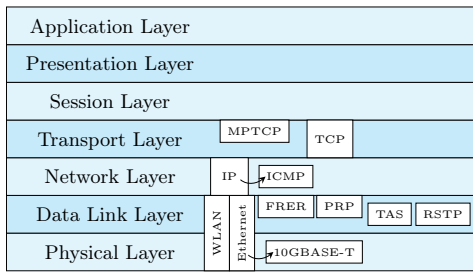 Application Layer
Presentation Layer
Session Layer
Transport Layer
MPTCP
TCP
Network Layer
IP
ICMP
Data Link Layer
WLAN
Ethernet
FRER
PRP
TAS
RSTP
Physical Layer
10GBASE-T